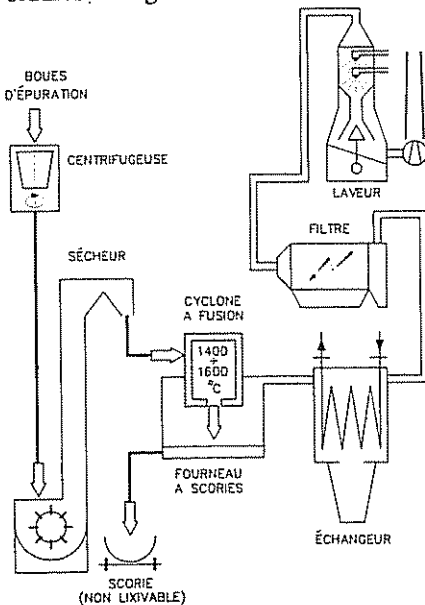 BOUES
D'ÉPURATION
CENTRIFUGEUSE
SÉCHEUR
CYCLONE
A FUSION
1400
÷
1600
°C
FOURNEAU
A SCORIES
SCORIE
(NON LIXIVABLE)
LAVEUR
FILTRE
ÉCHANGEUR